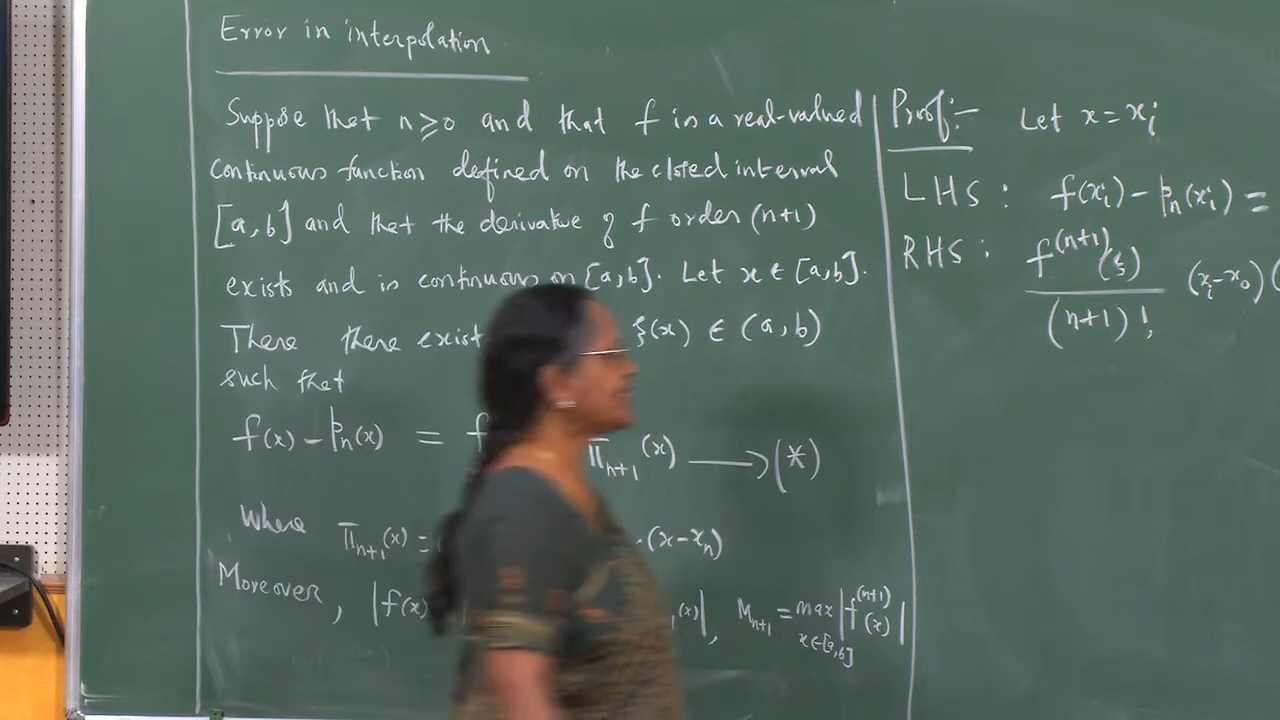 Error in interpolation
Suppose that n≥0 and that f is a real-valued
continuous function defined on the closed interval
[a,b] and that the derivative of f order (n+1)
exists and is continuous on [a,b]. Let x ∈ [a,b].
There there exist ξ(x) ∈ (a,b)
such that
f(x) - pₙ(x) = f πₙ₊₁(x) ⟶ (*)
Where πₙ₊₁(x) = (x-xₙ)
Moreover, |f(x) (x)|, Mₙ₊₁ = max x∈[a,b] |f⁽ⁿ⁺¹⁾(x)|
Proof:- Let x = xᵢ
LHS : f(xᵢ) - pₙ(xᵢ) =
RHS : f⁽ⁿ⁺¹⁾(ξ) (xᵢ-x₀)(
(n+1)!